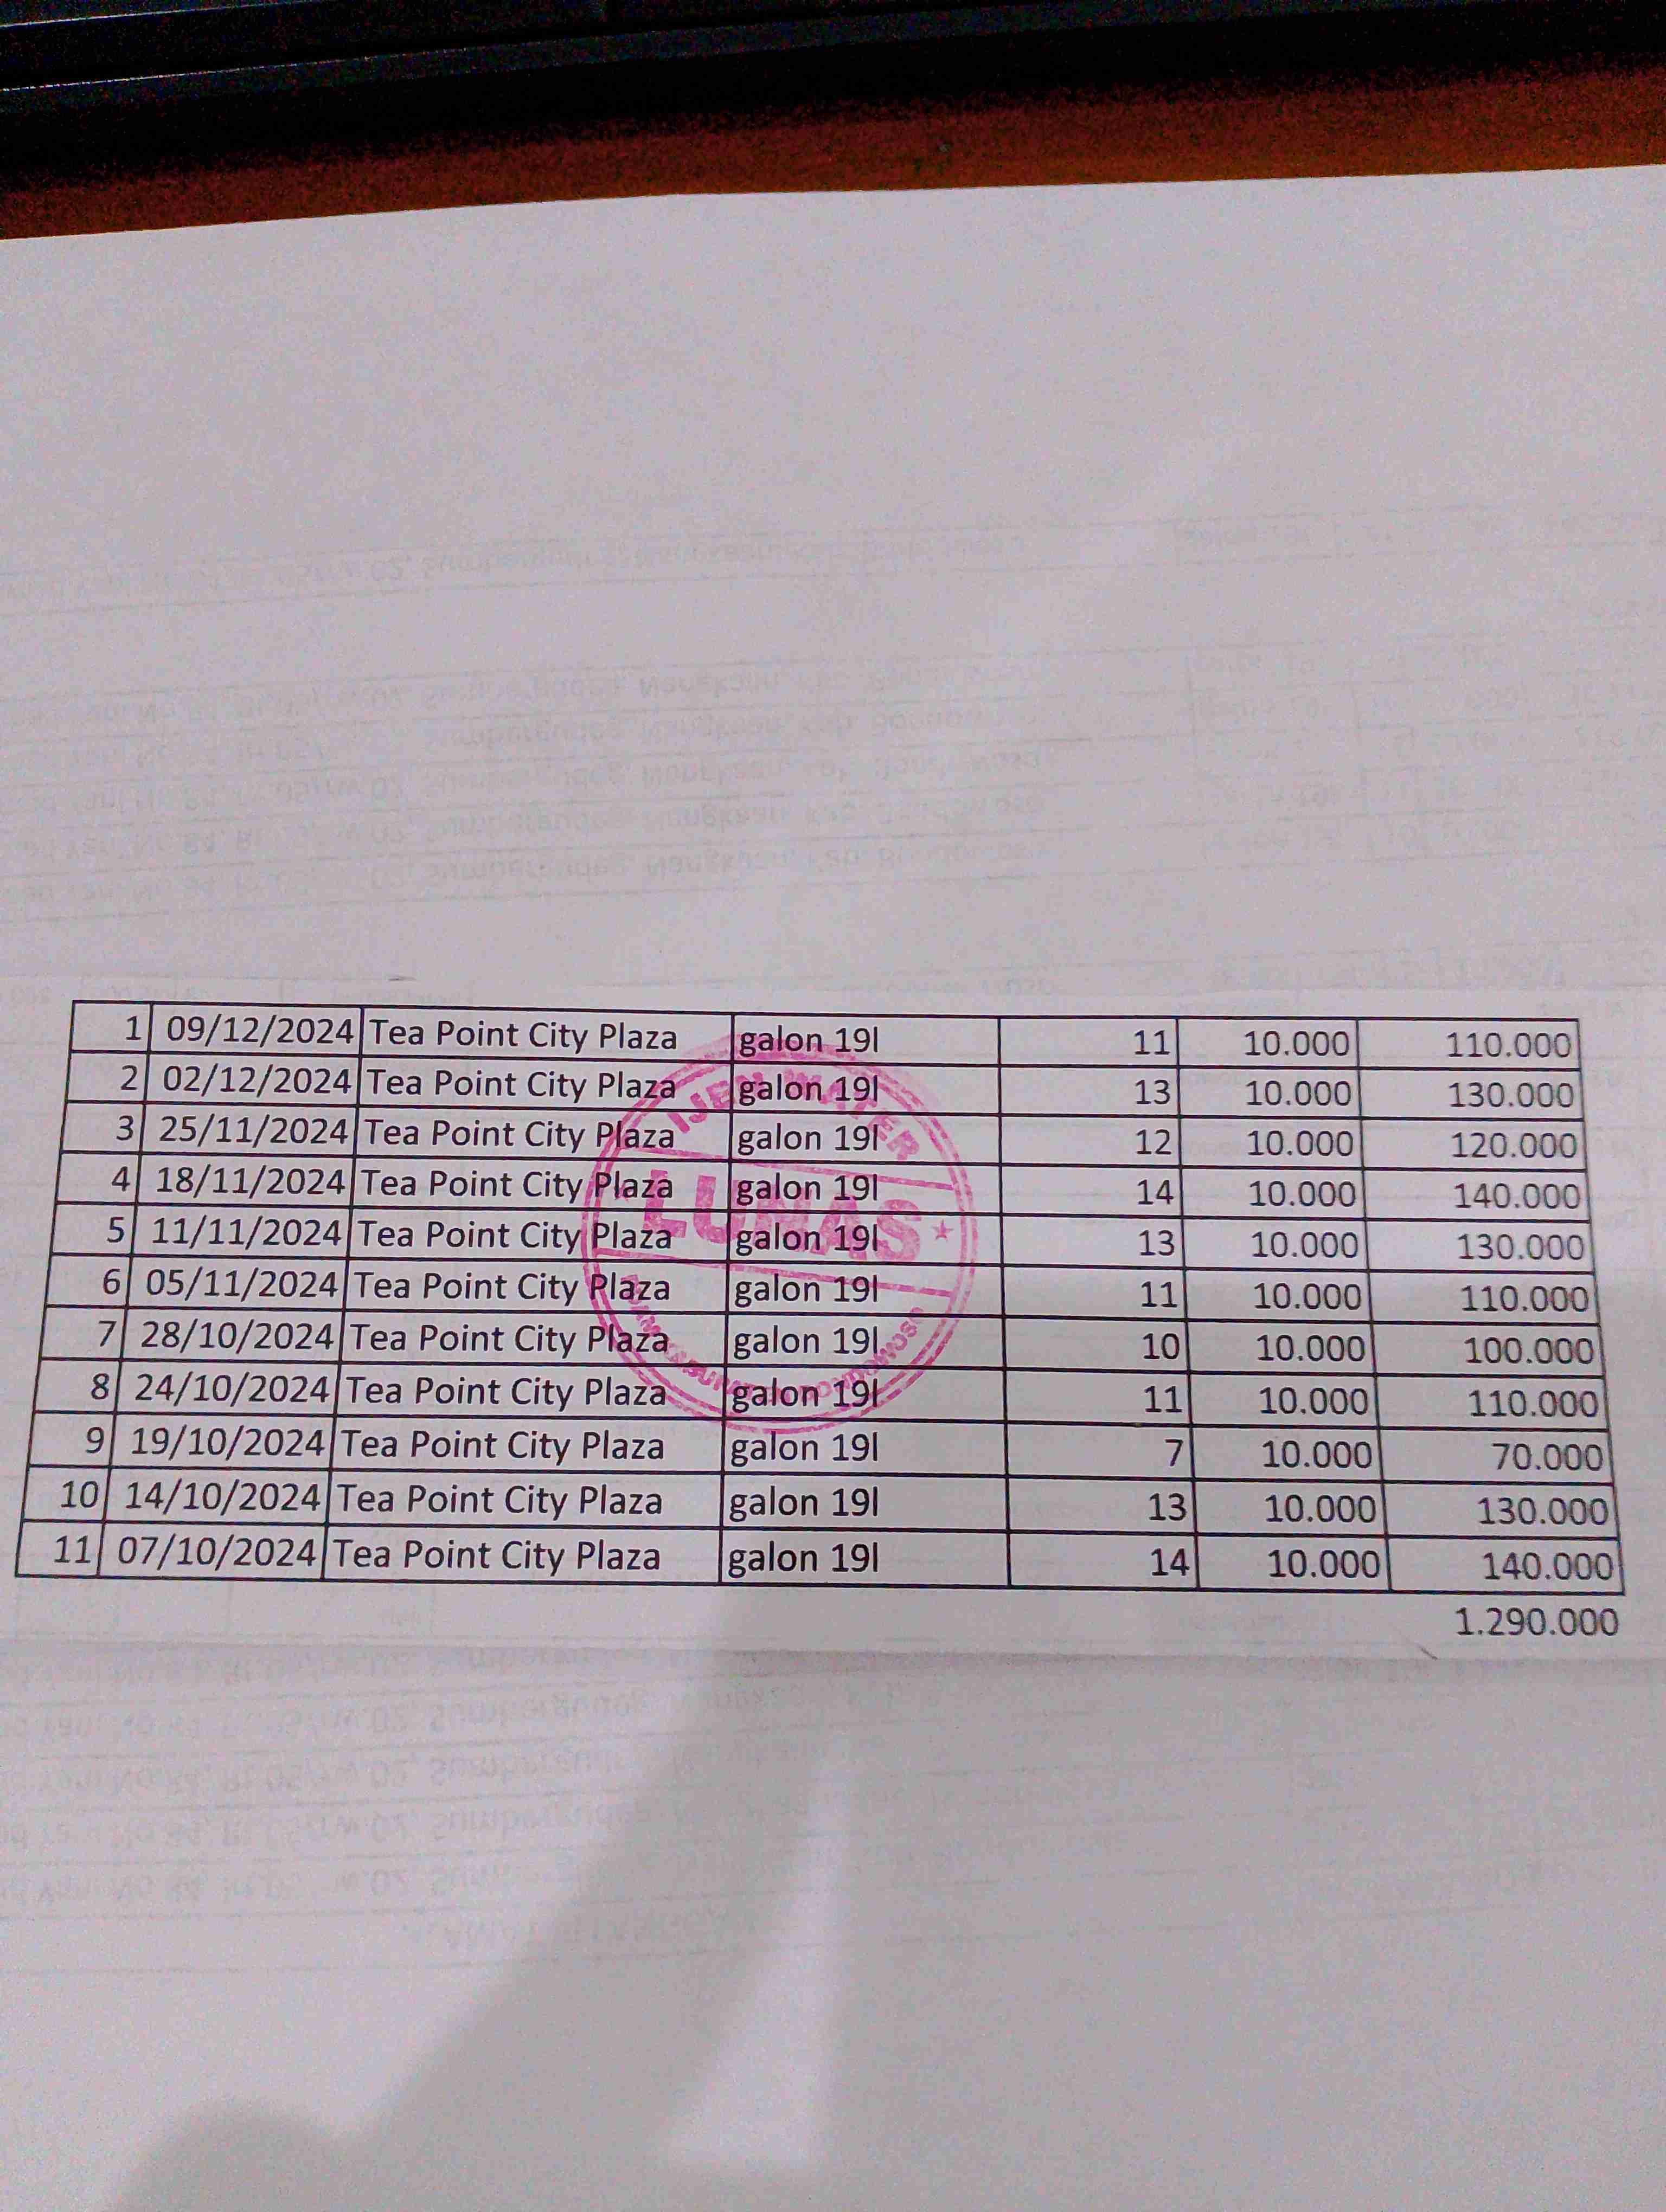 1 09/12/2024 Tea Point City Plaza galon 19l 11 10.000 110.000
2 02/12/2024 Tea Point City Plaza galon 19l 13 10.000 130.000
3 25/11/2024 Tea Point City Plaza galon 19l 12 10.000 120.000
4 18/11/2024 Tea Point City Plaza galon 19l 14 10.000 140.000
5 11/11/2024 Tea Point City Plaza galon 19l 13 10.000 130.000
6 05/11/2024 Tea Point City Plaza galon 19l 11 10.000 110.000
7 28/10/2024 Tea Point City Plaza galon 19l 10 10.000 100.000
8 24/10/2024 Tea Point City Plaza galon 19l 11 10.000 110.000
9 19/10/2024 Tea Point City Plaza galon 19l 7 10.000 70.000
10 14/10/2024 Tea Point City Plaza galon 19l 13 10.000 130.000
11 07/10/2024 Tea Point City Plaza galon 19l 14 10.000 140.000
1.290.000
IJEN WATER
LUNAS
BONDOWOSO